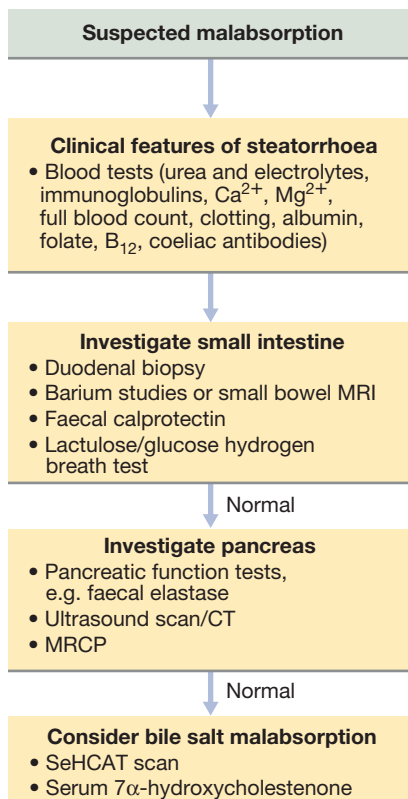 Suspected malabsorption
Clinical features of steatorrhoea
• Blood tests (urea and electrolytes,
immunoglobulins, Ca²⁺, Mg²⁺,
full blood count, clotting, albumin,
folate, B₁₂, coeliac antibodies)
Investigate small intestine
• Duodenal biopsy
• Barium studies or small bowel MRI
• Faecal calprotectin
• Lactulose/glucose hydrogen
breath test
Normal
Investigate pancreas
• Pancreatic function tests,
e.g. faecal elastase
• Ultrasound scan/CT
• MRCP
Normal
Consider bile salt malabsorption
• SeHCAT scan
• Serum 7α-hydroxycholestenone